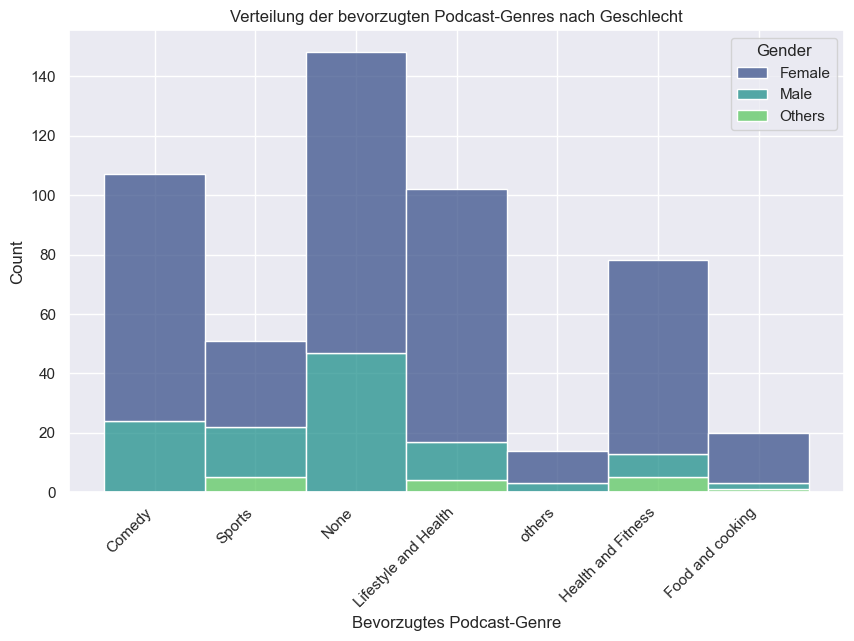 Verteilung der bevorzugten Podcast-Genres nach Geschlecht
Gender
Female
Male
Others
Count
140
120
100
80
60
40
20
0
Comedy
Sports
None
Lifestyle and Health
others
Health and Fitness
Food and cooking
Bevorzugtes Podcast-Genre